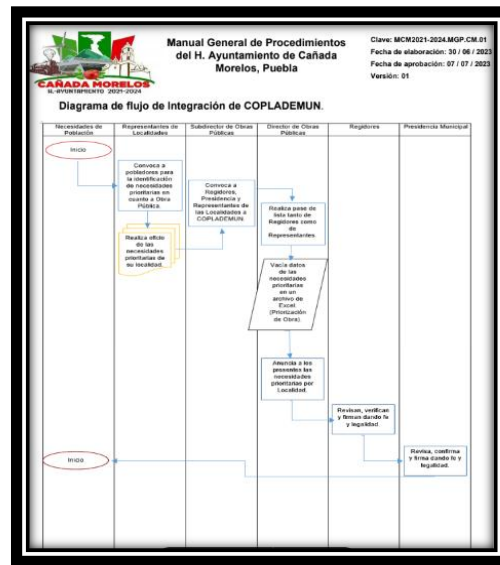 Manual General de Procedimientos
del H. Ayuntamiento de Cañada
Morelos, Puebla
Clave: MCM2021-2024.MGP.CM.01
Fecha de elaboración: 30 / 06 / 2023
Fecha de aprobación: 07 / 07 / 2023
Versión: 01
CAÑADA MORELOS
H. AYUNTAMIENTO 2021-2024
Diagrama de flujo de Integración de COPLADEMUN.
Necesidades de
Población
Representantes de
Localidades
Subdirector de Obras
Públicas
Director de Obras
Públicas
Regidores
Presidencia Municipal
Inicio
Convoca a
pobladores para
la identificación
de necesidades
prioritarias en
cuanto a Obra
Pública.
Realiza oficio
de las
necesidades
prioritarias de
su localidad.
Convoca a
Regidores,
Presidencia y
Representantes de
las Localidades a
COPLADEMUN
Realiza pase de
lista tanto de
Regidores como
de
Representantes.
Vacía datos
de las
necesidades
prioritarias
en un
archivo de
Excel.
(Priorización
de Obra)
Anuncia a los
presentes las
necesidades
prioritarias por
Localidad.
Revisan, verifican
y firman dando fe
y legalidad
Revisa, confirma
y firma dando fe y
legalidad.
Inicio.